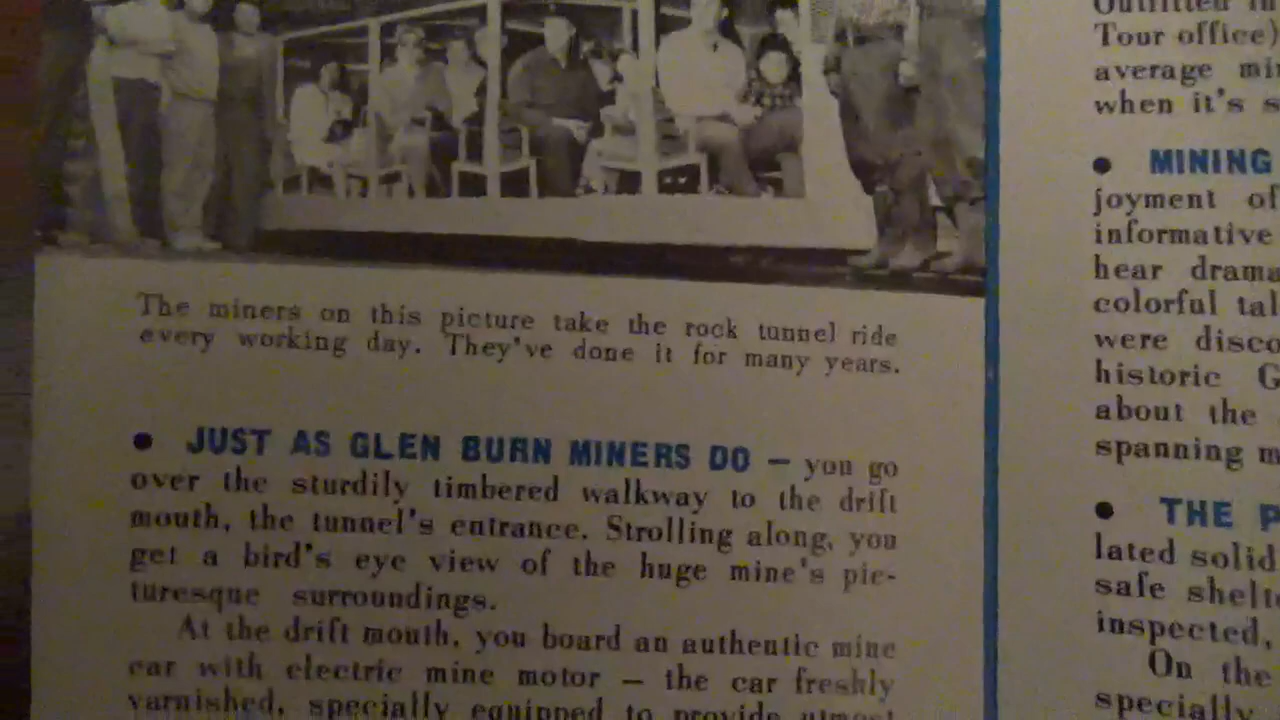 The miners on this picture take the rock tunnel ride
every working day. They've done it for many years.
● JUST AS GLEN BURN MINERS DO — you go
over the sturdily timbered walkway to the drift
mouth, the tunnel's entrance. Strolling along, you
get a bird's eye view of the huge mine's pic-
turesque surroundings.
At the drift mouth, you board an authentic mine
car with electric mine motor — the car freshly
varnished, specially equipped to provide utmost
Outfitted
Tour office)
average
when it's
● MINING
joyment of
informative
hear
colorful
were
historic
about the
spanning
● THE
lated solid
safe
inspected,
On the
specially